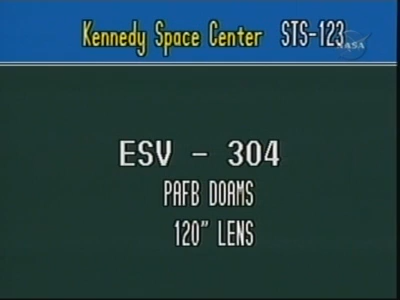 Kennedy Space Center STS-123
NASA
ESV - 304
PAFB DOAMS
120" LENS